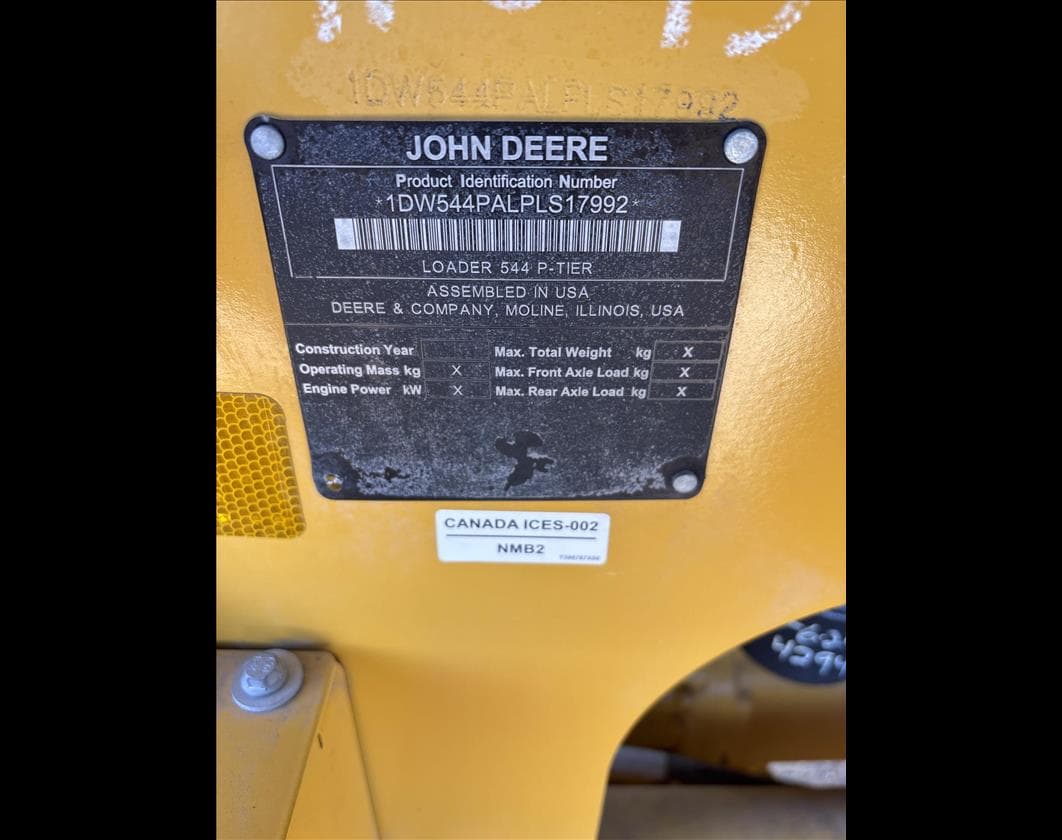 1DW544PALPLS17992
JOHN DEERE
Product Identification Number
*1DW544PALPLS17992*
LOADER 544 P-TIER
ASSEMBLED IN USA
DEERE & COMPANY, MOLINE, ILLINOIS, USA
Construction Year Max. Total Weight kg X
Operating Mass kg X Max. Front Axle Load kg X
Engine Power kW X Max. Rear Axle Load kg X
CANADA ICES-002
NMB2